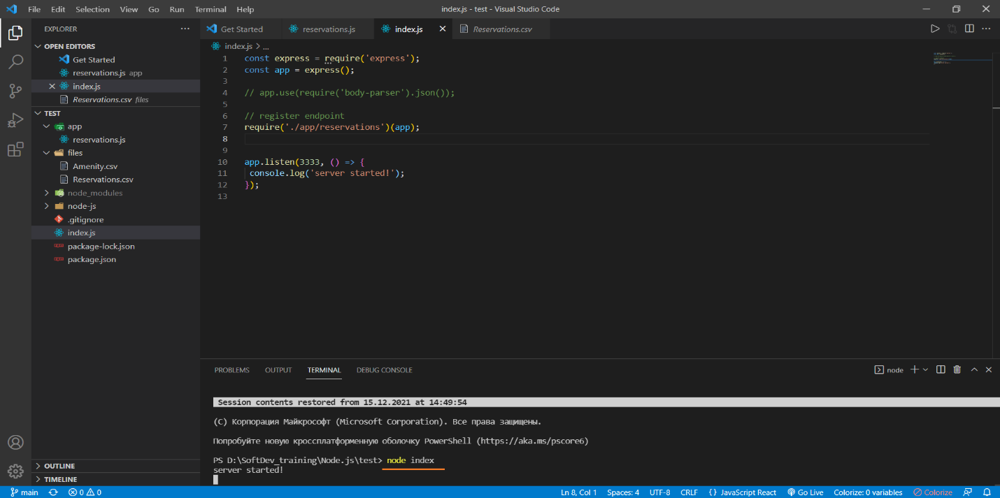 File Edit Selection View Go Run Terminal Help
index.js - test - Visual Studio Code
EXPLORER
OPEN EDITORS
Get Started
reservations.js app
index.js
Reservations.csv files
TEST
app
reservations.js
files
Amenity.csv
Reservations.csv
node_modules
node-js
.gitignore
index.js
package-lock.json
package.json
OUTLINE
TIMELINE
Get Started reservations.js index.js Reservations.csv
index.js > ...
1 const express = require('express');
2 const app = express();
3
4 // app.use(require('body-parser').json());
5
6 // register endpoint
7 require('./app/reservations')(app);
8
9
10 app.listen(3333, () => {
11 console.log('server started!');
12 });
13
PROBLEMS OUTPUT TERMINAL DEBUG CONSOLE
node
Session contents restored from 15.12.2021 at 14:49:54
(C) Корпорация Майкрософт (Microsoft Corporation). Все права защищены.
Попробуйте новую кроссплатформенную оболочку PowerShell (https://aka.ms/pscore6)
PS D:\SoftDev_training\Node.js\test> node index
server started!
main 0 0 Ln 8, Col 1 Spaces: 4 UTF-8 CRLF {} JavaScript React Go Live Colorize: 0 variables Colorize